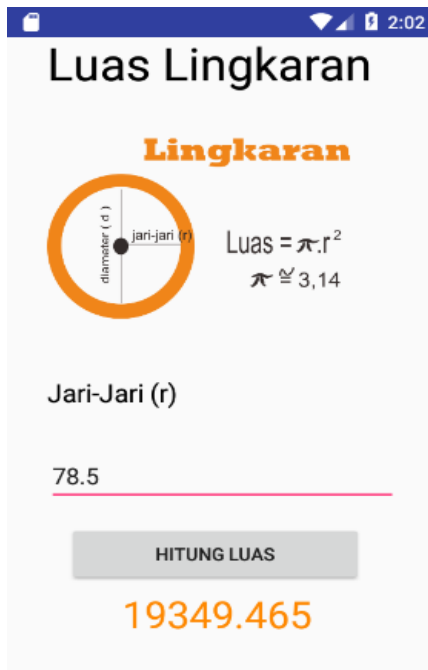 2:02
Luas Lingkaran
Lingkaran
diameter ( d )
jari-jari (r)
Luas = π.r²
π ≅ 3,14
Jari-Jari (r)
78.5
HITUNG LUAS
19349.465